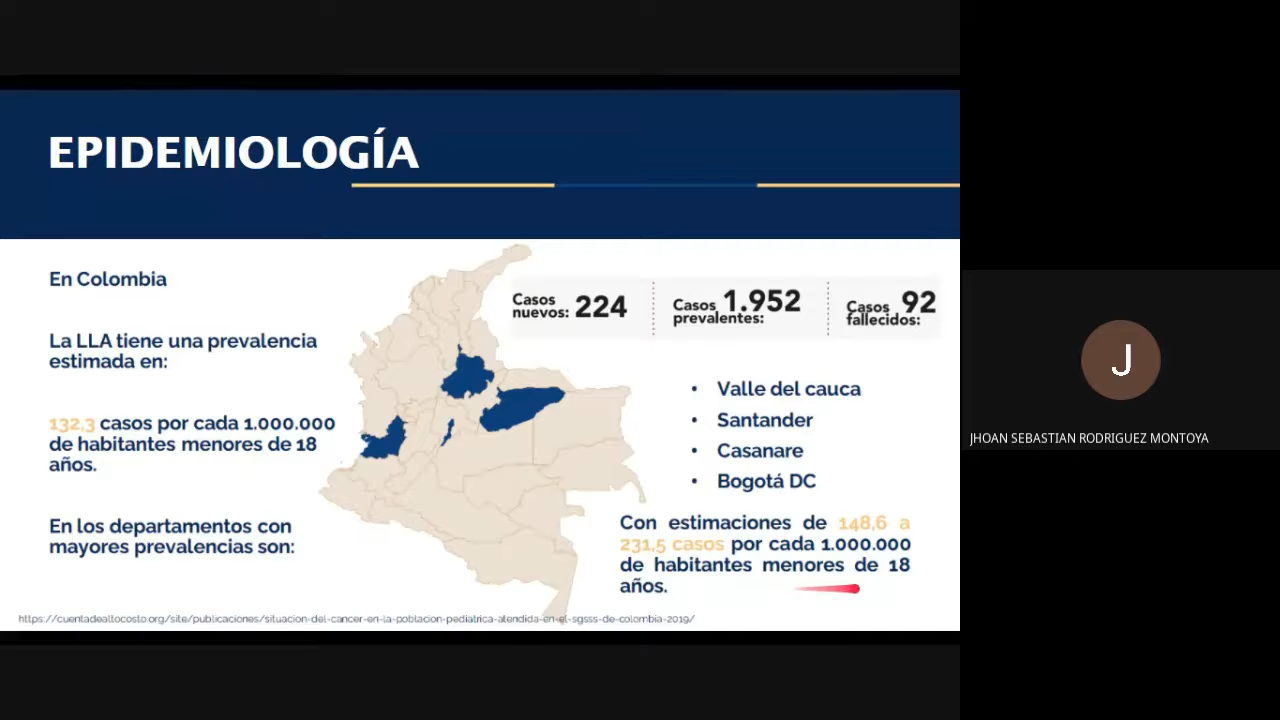 EPIDEMIOLOGÍA
En Colombia
La LLA tiene una prevalencia
estimada en:
132,3 casos por cada 1.000.000
de habitantes menores de 18
años.
En los departamentos con
mayores prevalencias son:
Casos
nuevos: 224
Casos 1.952
prevalentes:
Casos 92
fallecidos:
• Valle del cauca
• Santander
• Casanare
• Bogotá DC
Con estimaciones de 148,6 a
231,5 casos por cada 1.000.000
de habitantes menores de 18
años.
https://cuentadealtocosto.org/site/publicaciones/situacion-del-cancer-en-la-poblacion-pediatrica-atendida-en-el-sgsss-de-colombia-2019/
J
JHOAN SEBASTIAN RODRIGUEZ MONTOYA